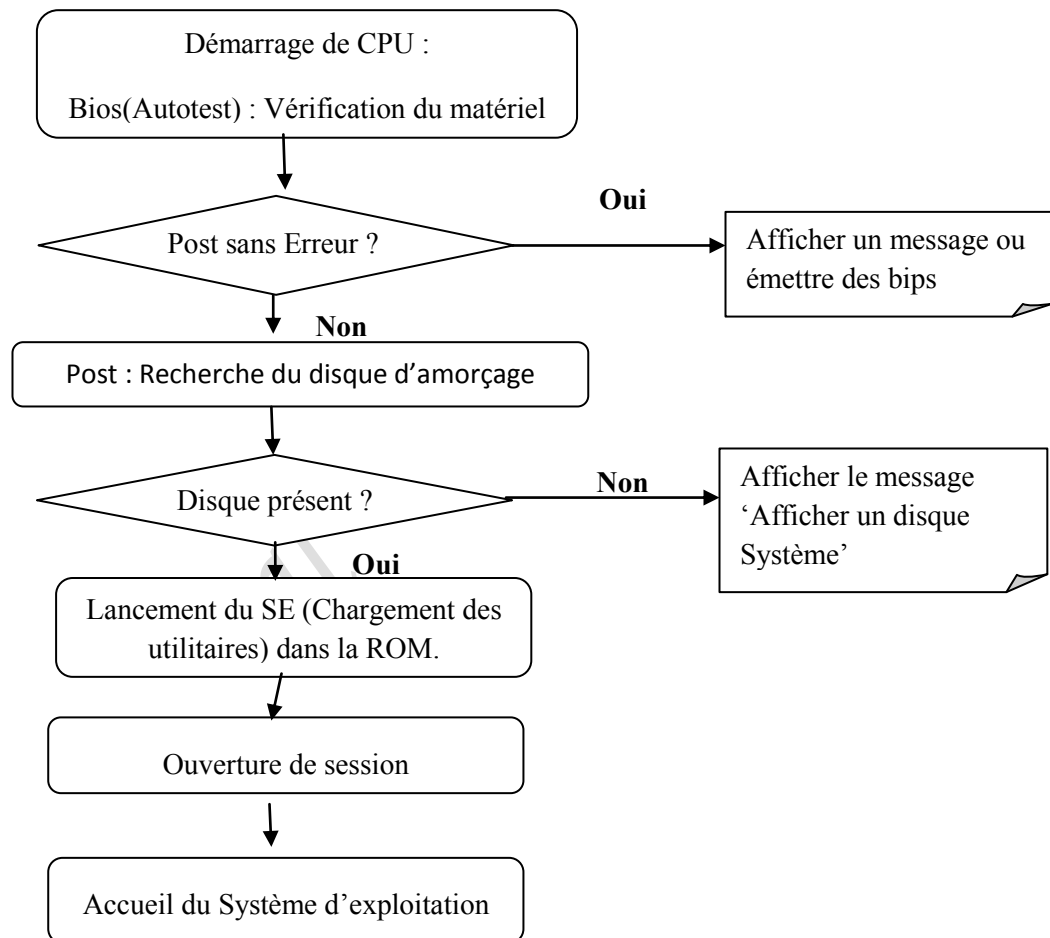 Démarrage de CPU :
Bios(Autotest) : Vérification du matériel
Oui
Post sans Erreur ?
Afficher un message ou
émettre des bips
Non
Post : Recherche du disque d’amorçage
Disque présent ?
Non
Afficher le message
‘Afficher un disque
Système’
Oui
Lancement du SE (Chargement des
utilitaires) dans la ROM.
Ouverture de session
Accueil du Système d’exploitation